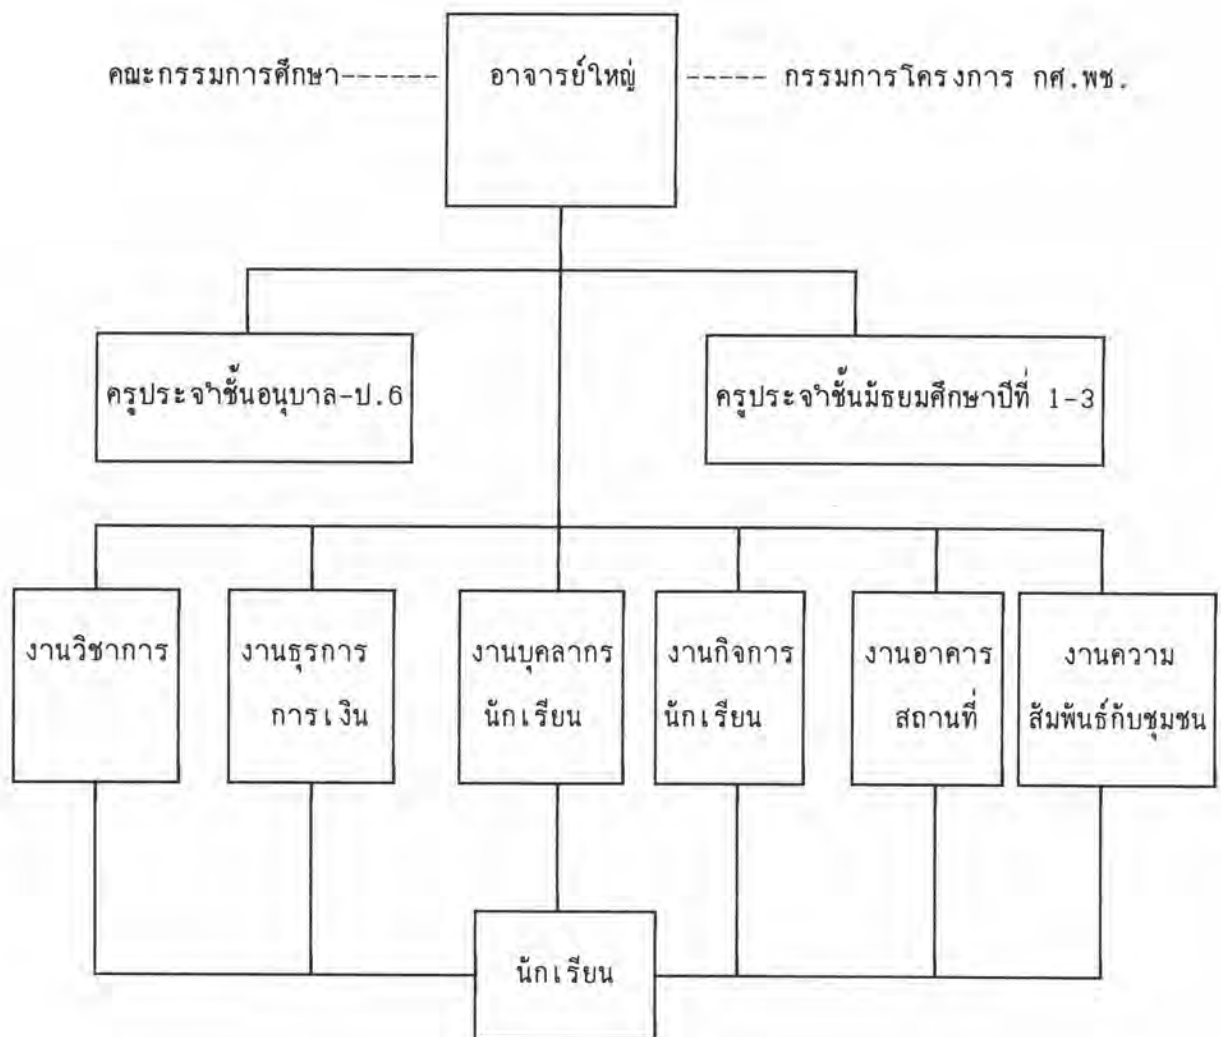 คณะกรรมการศึกษา------ อาจารย์ใหญ่ ----- กรรมการโครงการ กศ.พช.
ครูประจำชั้นอนุบาล-ป.6 ครูประจำชั้นมัธยมศึกษาปีที่ 1-3
งานวิชาการ งานธุรการ งานบุคลากร งานกิจการ งานอาคาร งานความ
การเงิน นักเรียน นักเรียน สถานที่ สัมพันธ์กับชุมชน
นักเรียน